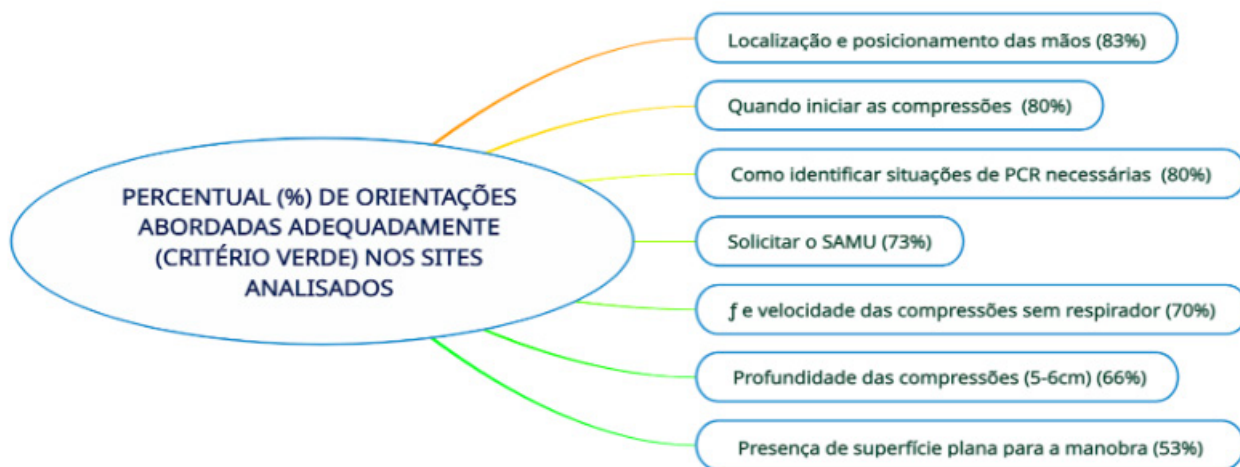 PERCENTUAL (%) DE ORIENTAÇÕES
ABORDADAS ADEQUADAMENTE
(CRITÉRIO VERDE) NOS SITES
ANALISADOS
Localização e posicionamento das mãos (83%)
Quando iniciar as compressões (80%)
Como identificar situações de PCR necessárias (80%)
Solicitar o SAMU (73%)
ƒ e velocidade das compressões sem respirador (70%)
Profundidade das compressões (5-6cm) (66%)
Presença de superfície plana para a manobra (53%)